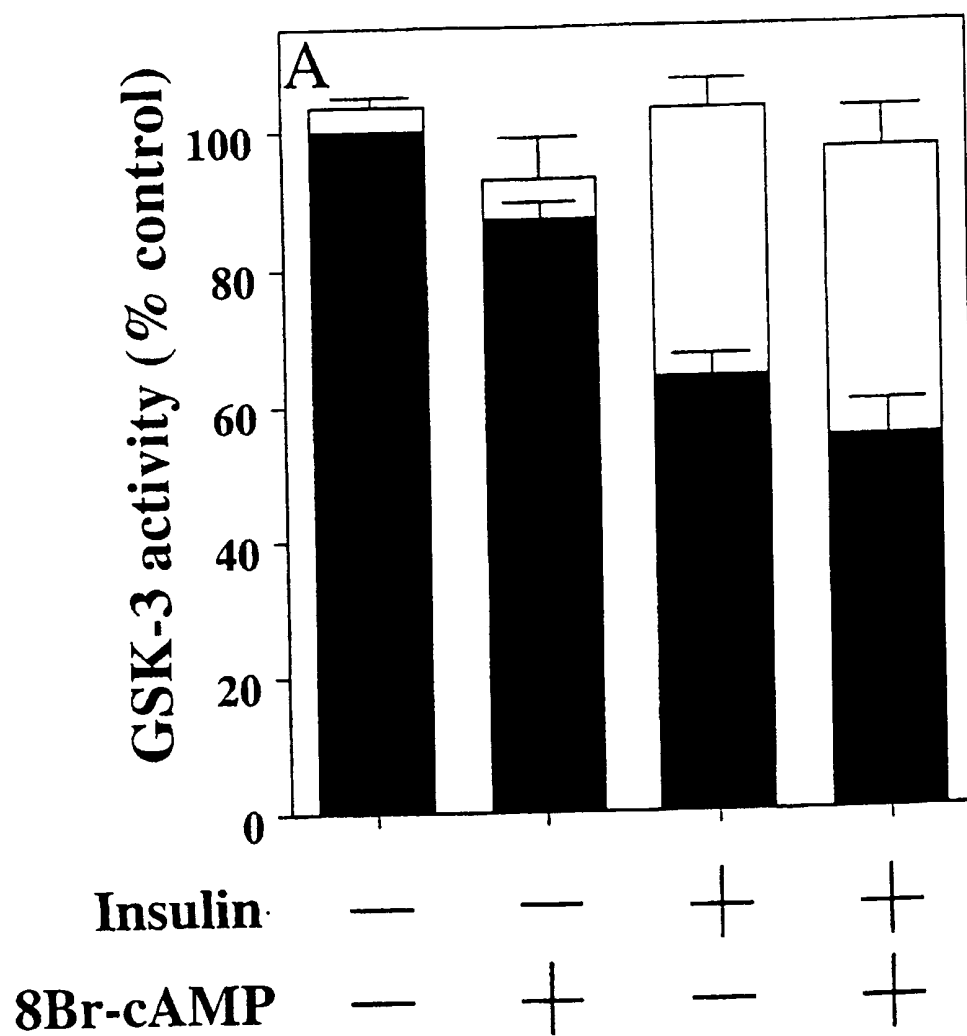 A
GSK-3 activity (% control)
100
80
60
40
20
0
Insulin — — + +
8Br-cAMP — + — +